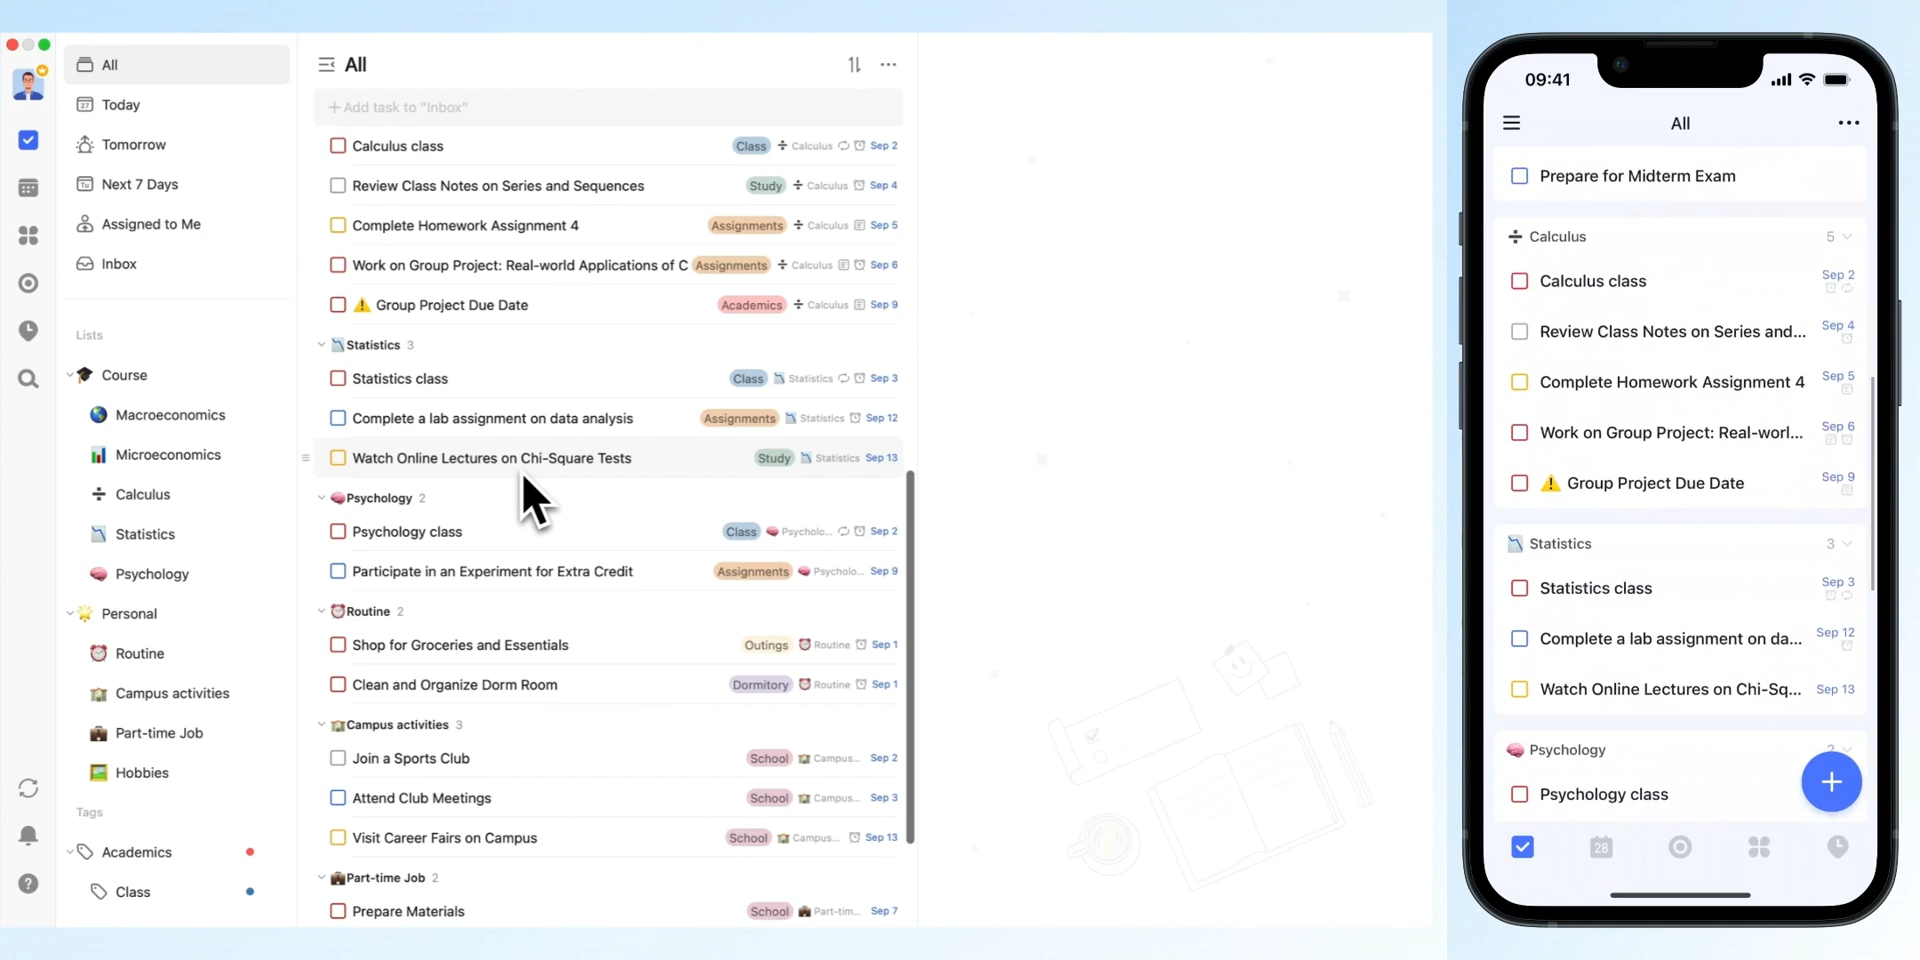 All
Today
Tomorrow
Next 7 Days
Assigned to Me
Inbox
Lists
Course
Macroeconomics
Microeconomics
Calculus
Statistics
Psychology
Personal
Routine
Campus activities
Part-time Job
Hobbies
Tags
Academics
Class
All
+ Add task to "Inbox"
Calculus class Class Calculus Sep 2
Review Class Notes on Series and Sequences Study Calculus Sep 4
Complete Homework Assignment 4 Assignments Calculus Sep 5
Work on Group Project: Real-world Applications of C Assignments Calculus Sep 6
Group Project Due Date Academics Calculus Sep 9
Statistics 3
Statistics class Class Statistics Sep 3
Complete a lab assignment on data analysis Assignments Statistics Sep 12
Watch Online Lectures on Chi-Square Tests Study Statistics Sep 13
Psychology 2
Psychology class Class Psycholo... Sep 2
Participate in an Experiment for Extra Credit Assignments Psycholo... Sep 9
Routine 2
Shop for Groceries and Essentials Outings Routine Sep 1
Clean and Organize Dorm Room Dormitory Routine Sep 1
Campus activities 3
Join a Sports Club School Campus... Sep 2
Attend Club Meetings School Campus... Sep 3
Visit Career Fairs on Campus School Campus... Sep 13
Part-time Job 2
Prepare Materials School Part-tim... Sep 7
09:41
All
Prepare for Midterm Exam
Calculus 5
Calculus class Sep 2
Review Class Notes on Series and... Sep 4
Complete Homework Assignment 4 Sep 5
Work on Group Project: Real-worl... Sep 6
Group Project Due Date Sep 9
Statistics 3
Statistics class Sep 3
Complete a lab assignment on da... Sep 12
Watch Online Lectures on Chi-Sq... Sep 13
Psychology 2
Psychology class
28